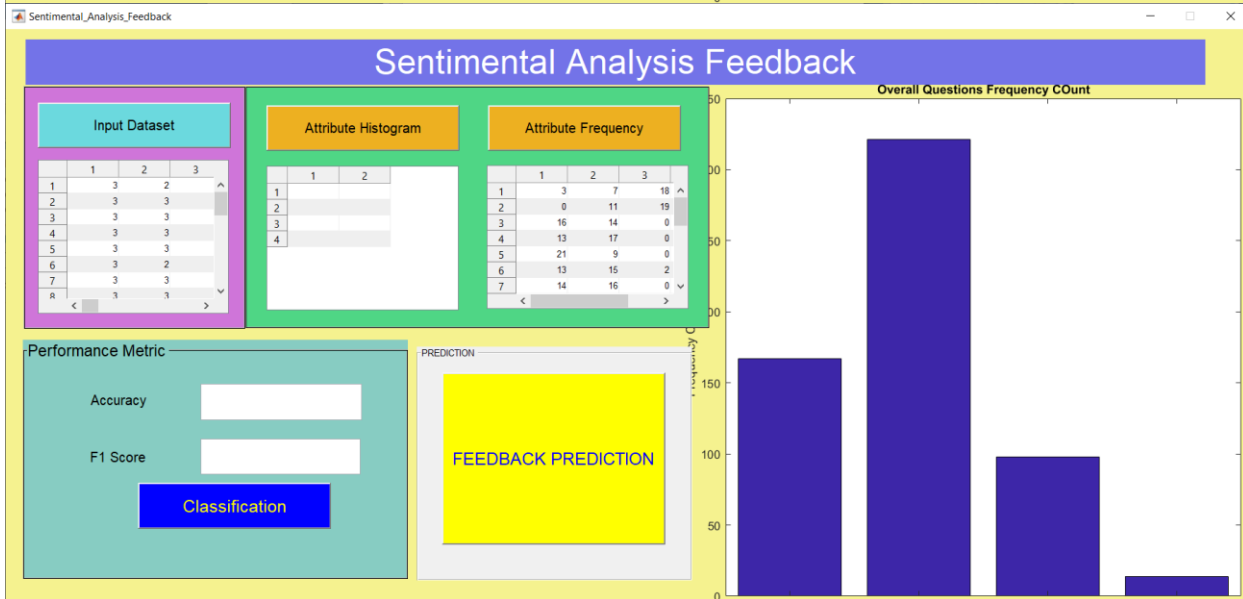 Sentimental_Analysis_Feedback
Sentimental Analysis Feedback
Input Dataset
1 2 3
1 3 2
2 3 3
3 3 3
4 3 3
5 3 3
6 3 2
7 3 3
8 3 3
Attribute Histogram
1 2
1
2
3
4
Attribute Frequency
1 2 3
1 3 7 18
2 0 11 19
3 16 14 0
4 13 17 0
5 21 9 0
6 13 15 2
7 14 16 0
Performance Metric
Accuracy
F1 Score
Classification
PREDICTION
FEEDBACK PREDICTION
Overall Questions Frequency COunt
50
00
50
00
150
100
50
0